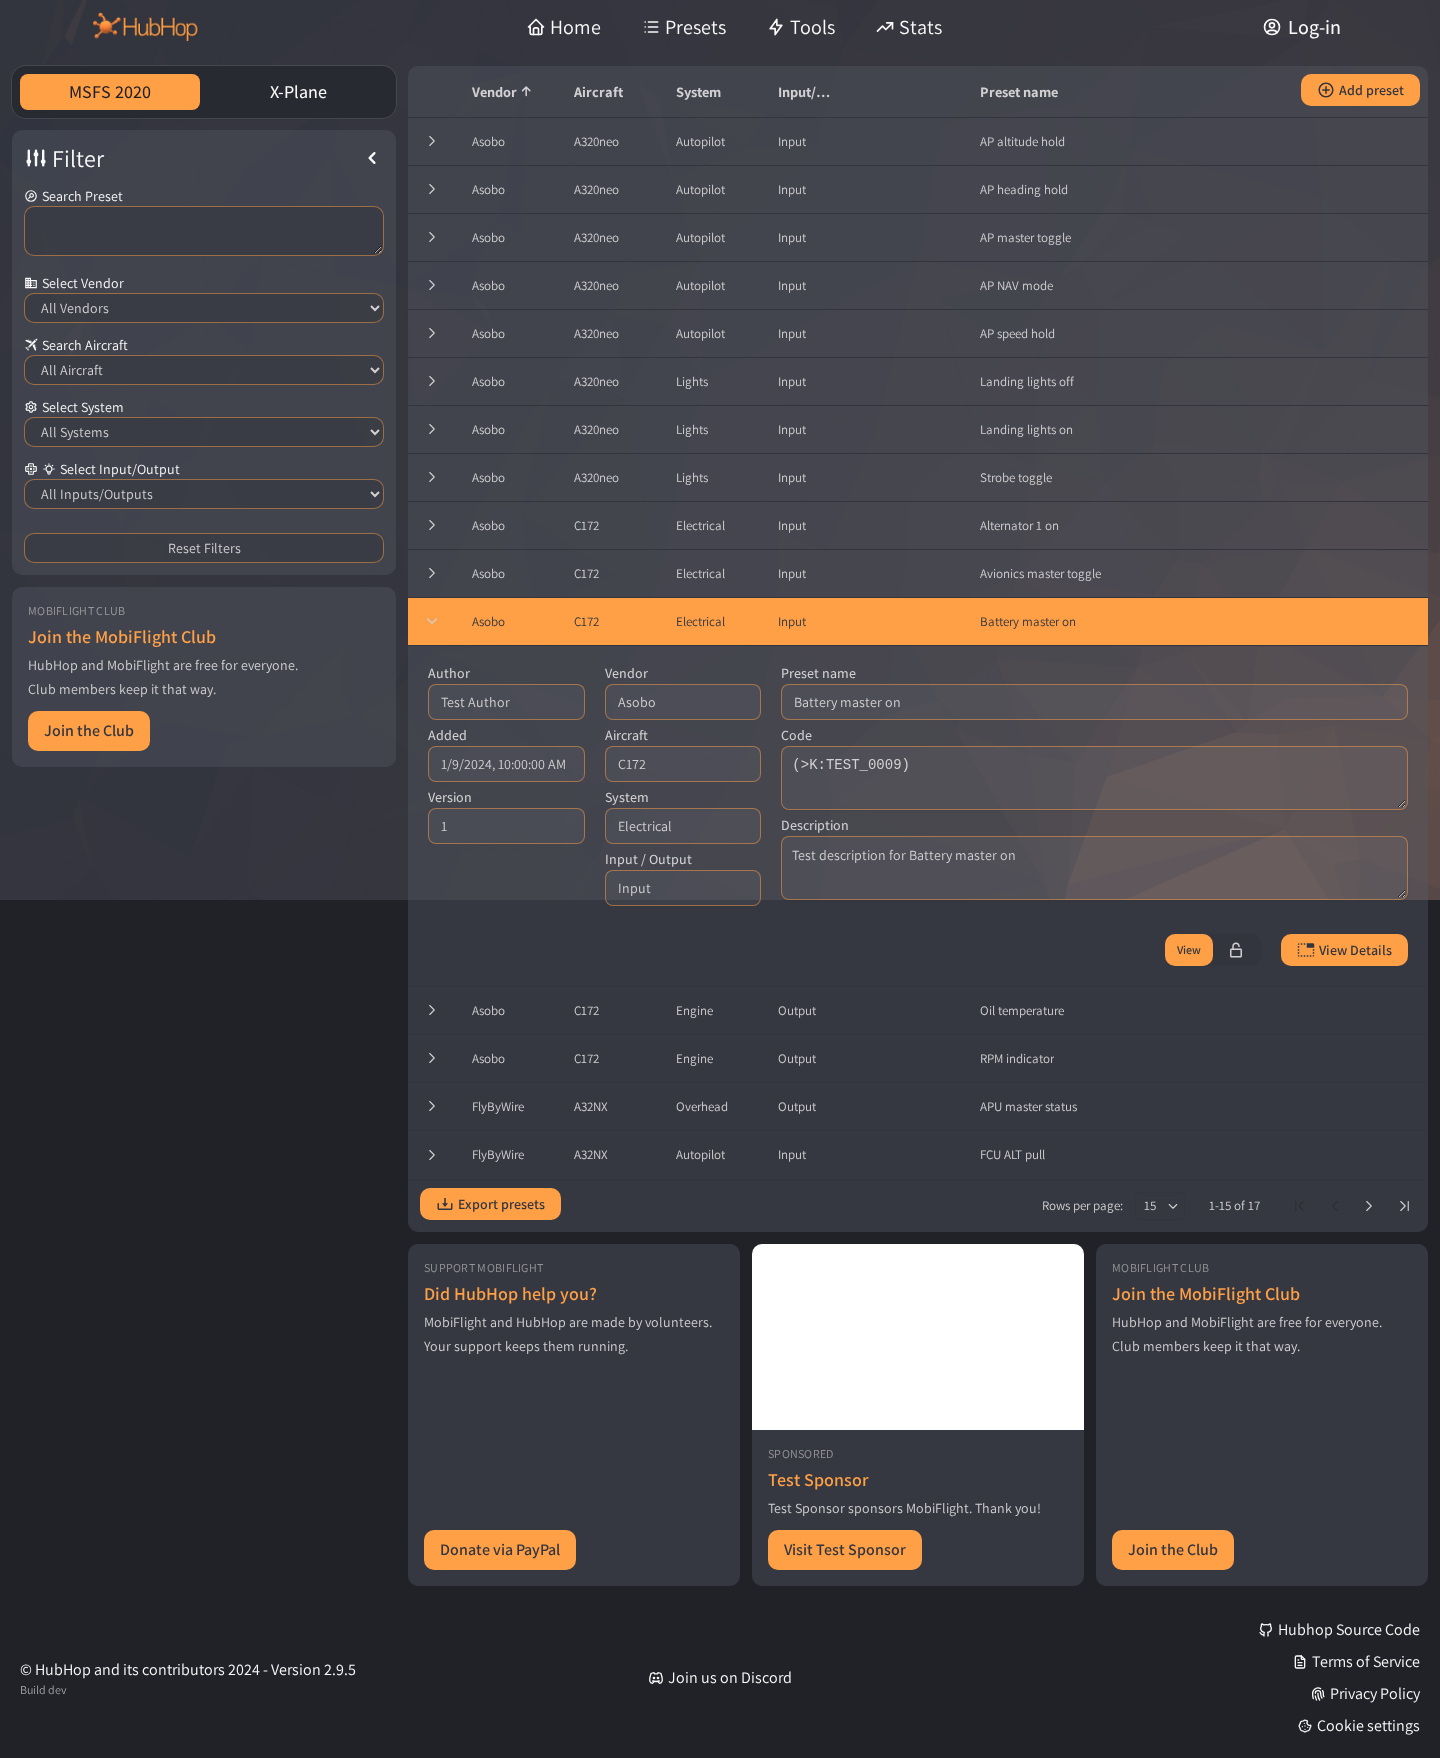 HubHop
Home
Presets
Tools
Stats
Log-in
MSFS 2020
X-Plane
Filter
Search Preset
Select Vendor
All Vendors
Search Aircraft
All Aircraft
Select System
All Systems
Select Input/Output
All Inputs/Outputs
Reset Filters
MOBIFLIGHT CLUB
Join the MobiFlight Club
HubHop and MobiFlight are free for everyone.
Club members keep it that way.
Join the Club
Vendor Aircraft System Input/... Preset name
Add preset
Asobo A320neo Autopilot Input AP altitude hold
Asobo A320neo Autopilot Input AP heading hold
Asobo A320neo Autopilot Input AP master toggle
Asobo A320neo Autopilot Input AP NAV mode
Asobo A320neo Autopilot Input AP speed hold
Asobo A320neo Lights Input Landing lights off
Asobo A320neo Lights Input Landing lights on
Asobo A320neo Lights Input Strobe toggle
Asobo C172 Electrical Input Alternator 1 on
Asobo C172 Electrical Input Avionics master toggle
Asobo C172 Electrical Input Battery master on
Author
Test Author
Added
1/9/2024, 10:00:00 AM
Version
1
Vendor
Asobo
Aircraft
C172
System
Electrical
Input / Output
Input
Preset name
Battery master on
Code
(>K:TEST_0009)
Description
Test description for Battery master on
View
View Details
Asobo C172 Engine Output Oil temperature
Asobo C172 Engine Output RPM indicator
FlyByWire A32NX Overhead Output APU master status
FlyByWire A32NX Autopilot Input FCU ALT pull
Export presets
Rows per page: 15 1-15 of 17
SUPPORT MOBIFLIGHT
Did HubHop help you?
MobiFlight and HubHop are made by volunteers.
Your support keeps them running.
Donate via PayPal
SPONSORED
Test Sponsor
Test Sponsor sponsors MobiFlight. Thank you!
Visit Test Sponsor
MOBIFLIGHT CLUB
Join the MobiFlight Club
HubHop and MobiFlight are free for everyone.
Club members keep it that way.
Join the Club
© HubHop and its contributors 2024 - Version 2.9.5
Build dev
Join us on Discord
Hubhop Source Code
Terms of Service
Privacy Policy
Cookie settings